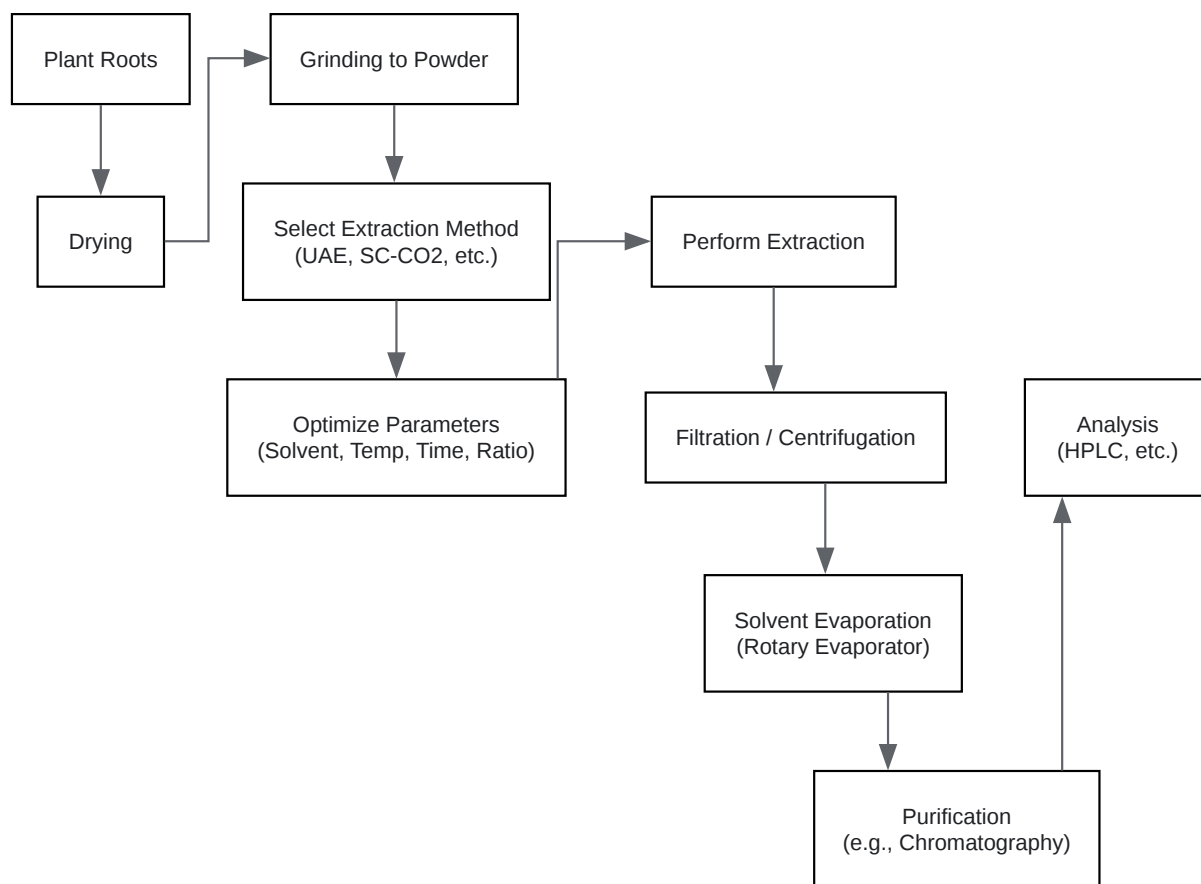 Plant Roots
Grinding to Powder
Drying
Select Extraction Method
(UAE, SC-CO2, etc.)
Perform Extraction
Optimize Parameters
(Solvent, Temp, Time, Ratio)
Filtration / Centrifugation
Analysis
(HPLC, etc.)
Solvent Evaporation
(Rotary Evaporator)
Purification
(e.g., Chromatography)